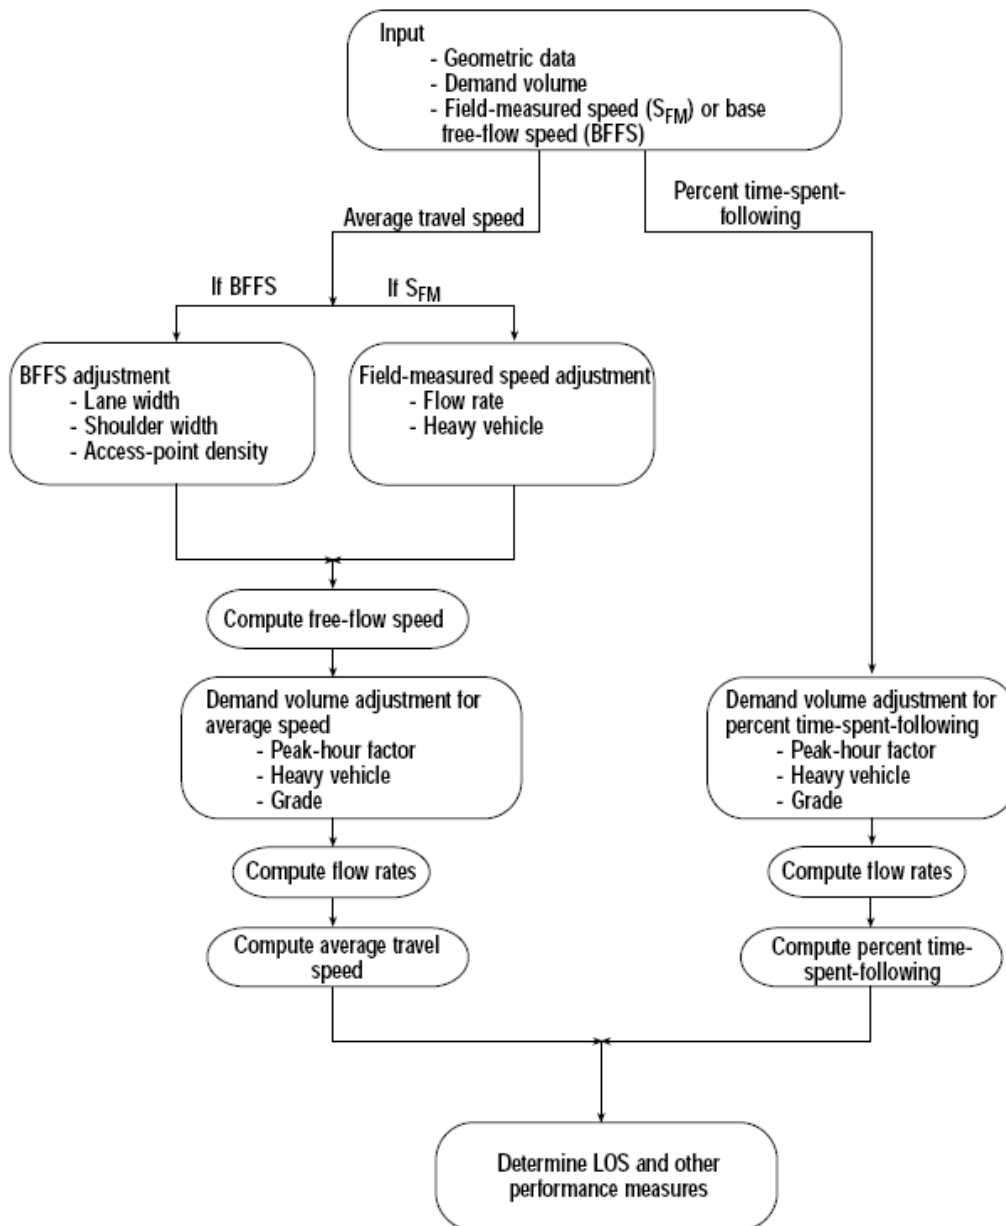 Input
- Geometric data
- Demand volume
- Field-measured speed (SFM) or base
free-flow speed (BFFS)
Average travel speed
Percent time-spent-
following
If BFFS
If SFM
BFFS adjustment
- Lane width
- Shoulder width
- Access-point density
Field-measured speed adjustment
- Flow rate
- Heavy vehicle
Compute free-flow speed
Demand volume adjustment for
average speed
- Peak-hour factor
- Heavy vehicle
- Grade
Demand volume adjustment for
percent time-spent-following
- Peak-hour factor
- Heavy vehicle
- Grade
Compute flow rates
Compute flow rates
Compute average travel
speed
Compute percent time-
spent-following
Determine LOS and other
performance measures